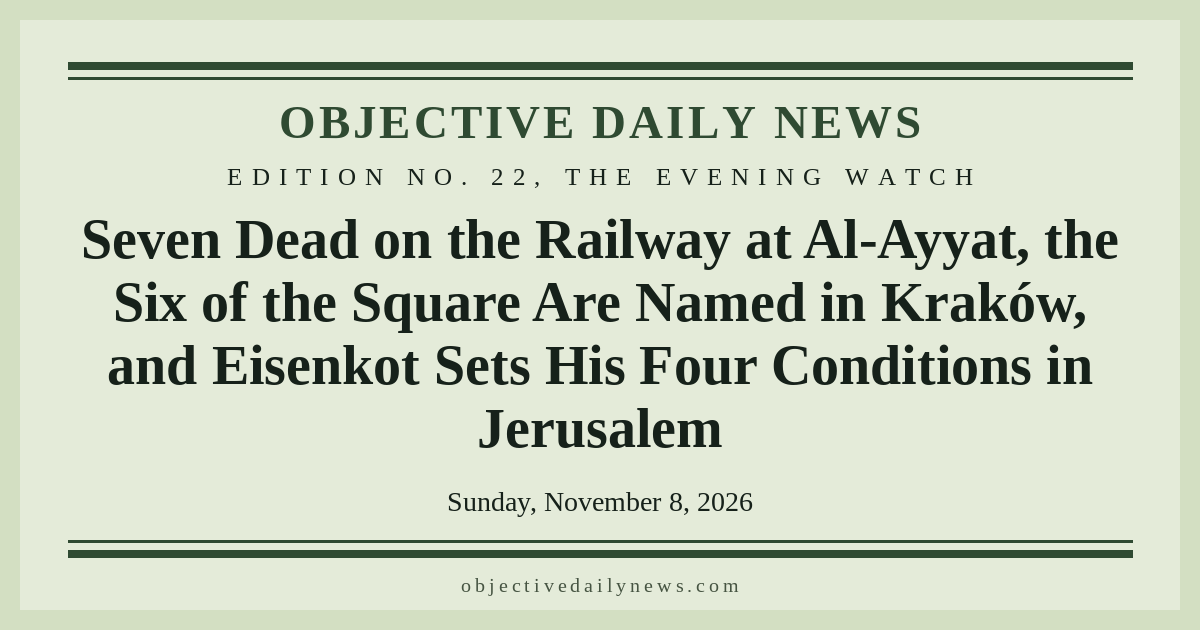 OBJECTIVE DAILY NEWS
EDITION NO. 22, THE EVENING WATCH
Seven Dead on the Railway at Al-Ayyat, the
Six of the Square Are Named in Kraków,
and Eisenkot Sets His Four Conditions in
Jerusalem
Sunday, November 8, 2026
objectivedailynews.com